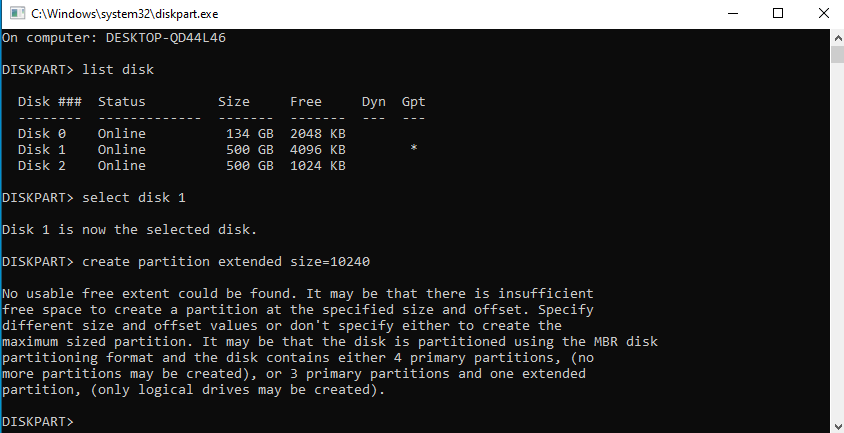 C:\Windows\system32\diskpart.exe
On computer: DESKTOP-QD44L46
DISKPART> list disk
  Disk ###  Status         Size     Free     Dyn  Gpt
  --------  -------------  -------  -------  ---  ---
  Disk 0    Online          134 GB  2048 KB
  Disk 1    Online          500 GB  4096 KB        *
  Disk 2    Online          500 GB  1024 KB
DISKPART> select disk 1
Disk 1 is now the selected disk.
DISKPART> create partition extended size=10240
No usable free extent could be found. It may be that there is insufficient
free space to create a partition at the specified size and offset. Specify
different size and offset values or don't specify either to create the
maximum sized partition. It may be that the disk is partitioned using the MBR disk
partitioning format and the disk contains either 4 primary partitions, (no
more partitions may be created), or 3 primary partitions and one extended
partition, (only logical drives may be created).
DISKPART>